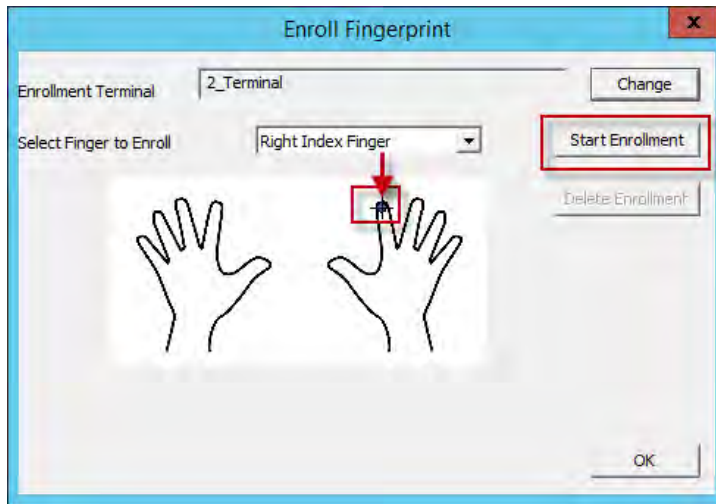 Enroll Fingerprint
x
Enrollment Terminal
2_Terminal
Change
Select Finger to Enroll
Right Index Finger
Start Enrollment
Delete Enrollment
OK